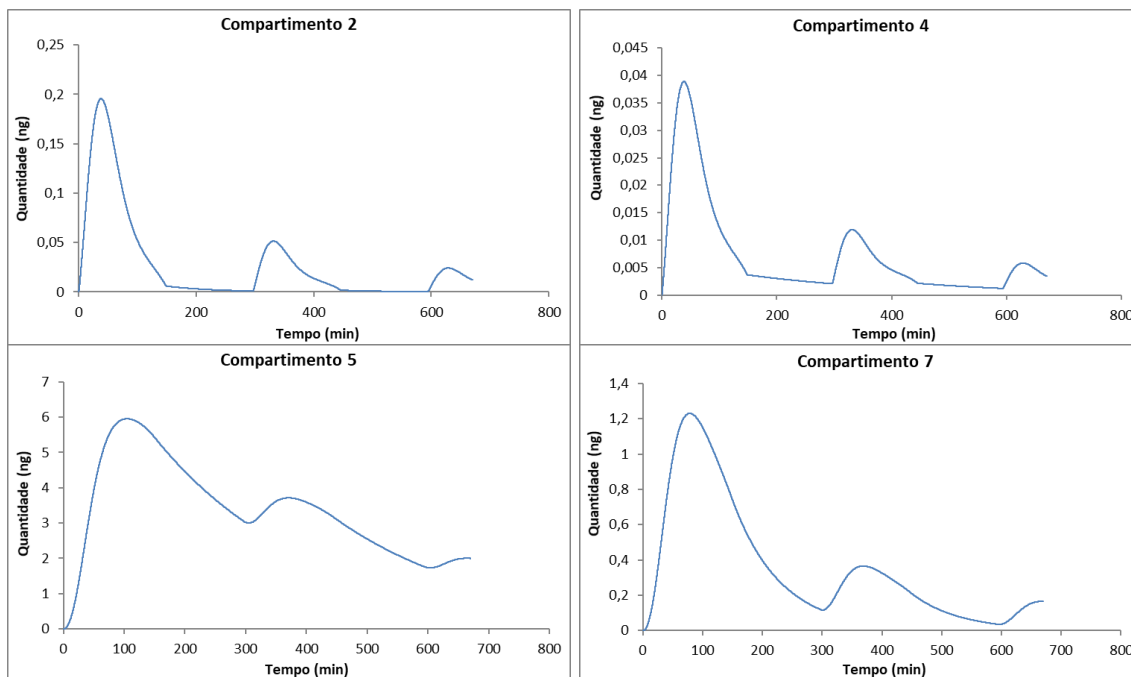 Compartimento 2
Quantidade (ng)
0,25
0,2
0,15
0,1
0,05
0
0 200 400 600 800
Tempo (min)
Compartimento 4
Quantidade (ng)
0,045
0,04
0,035
0,03
0,025
0,02
0,015
0,01
0,005
0
0 200 400 600 800
Tempo (min)
Compartimento 5
Quantidade (ng)
7
6
5
4
3
2
1
0
0 100 200 300 400 500 600 700 800
Tempo (min)
Compartimento 7
Quantidade (ng)
1,4
1,2
1
0,8
0,6
0,4
0,2
0
0 100 200 300 400 500 600 700 800
Tempo (min)